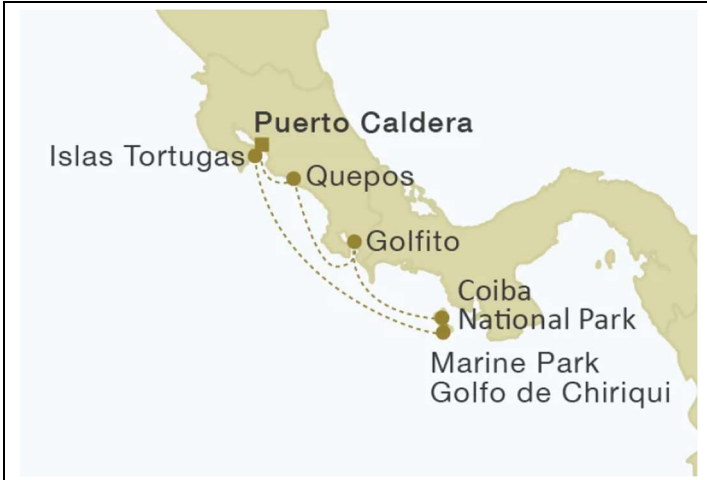 Puerto Caldera
Islas Tortugas
Quepos
Golfito
Coiba
National Park
Marine Park
Golfo de Chiriqui